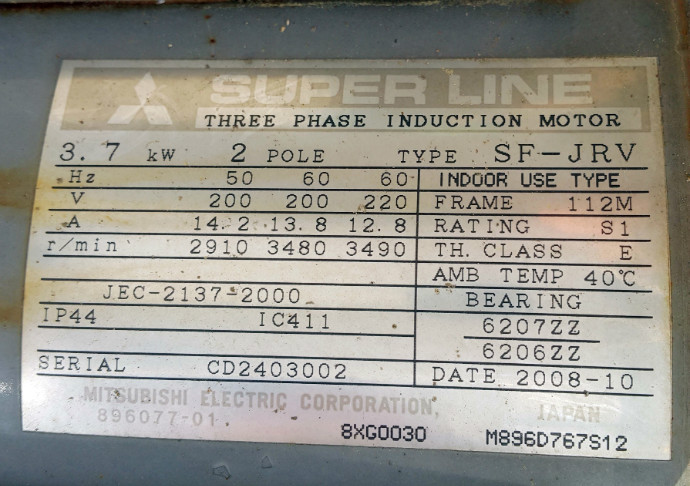 SUPER LINE
THREE PHASE INDUCTION MOTOR
3.7 kW 2 POLE TYPE SF-JRV
Hz 50 60 60 INDOOR USE TYPE
V 200 200 220 FRAME 112M
A 14.2 13.8 12.8 RATING S1
r/min 2910 3480 3490 TH. CLASS E
AMB TEMP 40℃
JEC-2137-2000 BEARING
IP44 IC411 6207ZZ
6206ZZ
SERIAL CD2403002 DATE 2008-10
MITSUBISHI ELECTRIC CORPORATION, JAPAN
896077-01
8XG0030 M896D767S12